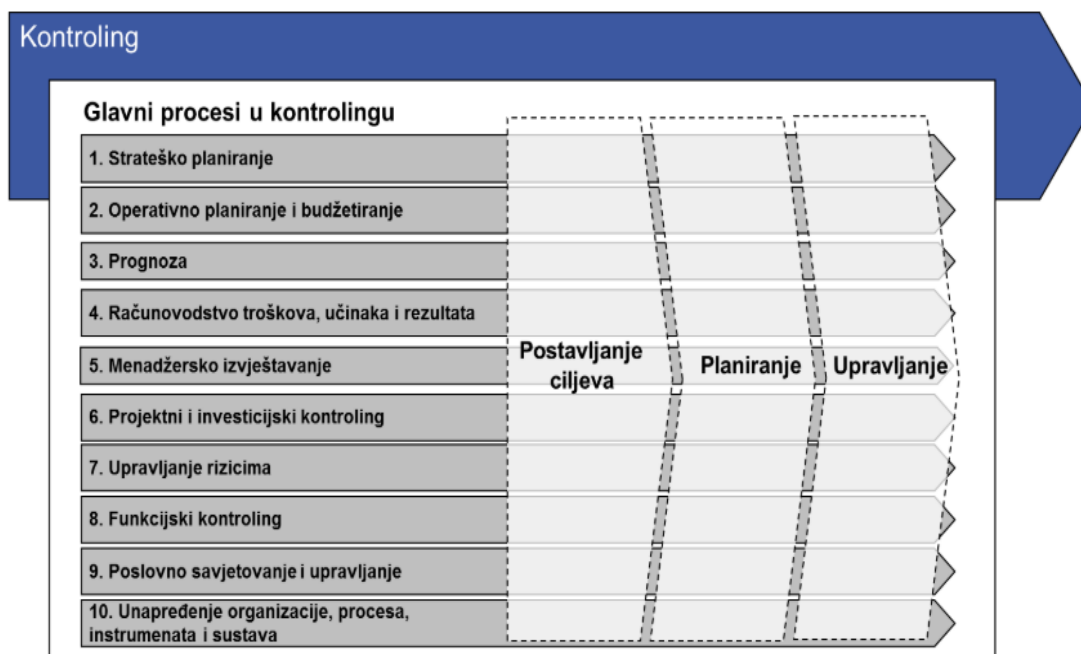 Kontroling
Glavni procesi u kontrolingu
1. Strateško planiranje
2. Operativno planiranje i budžetiranje
3. Prognoza
4. Računovodstvo troškova, učinaka i rezultata
5. Menadžersko izvještavanje
6. Projektni i investicijski kontroling
7. Upravljanje rizicima
8. Funkcijski kontroling
9. Poslovno savjetovanje i upravljanje
10. Unapređenje organizacije, procesa,
instrumenata i sustava
Postavljanje
ciljeva
Planiranje
Upravljanje